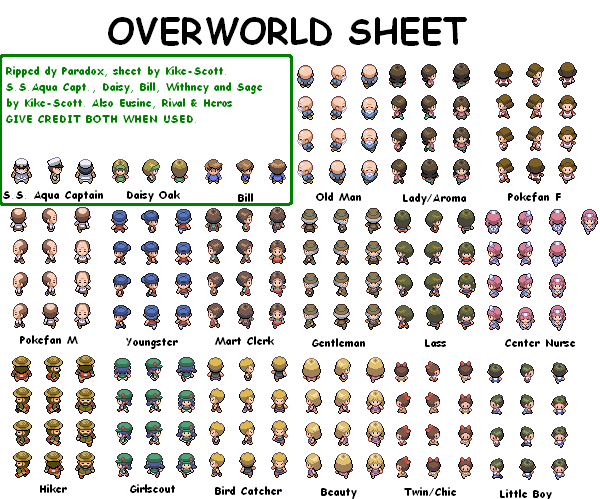 OVERWORLD SHEET
Ripped dy Paradox, sheet by Kike-Scott.
S.S.Aqua Capt., Daisy, Bill, Withney and Sage
by Kike-Scott. Also Eusine, Rival & Heros
GIVE CREDIT BOTH WHEN USED.
S.S. Aqua Captain Daisy Oak Bill
Old Man Lady/Aroma Pokefan F
Pokefan M Youngster Mart Clerk Gentleman Lass Center Nurse
Hiker Girlscout Bird Catcher Beauty Twin/Chic Little Boy